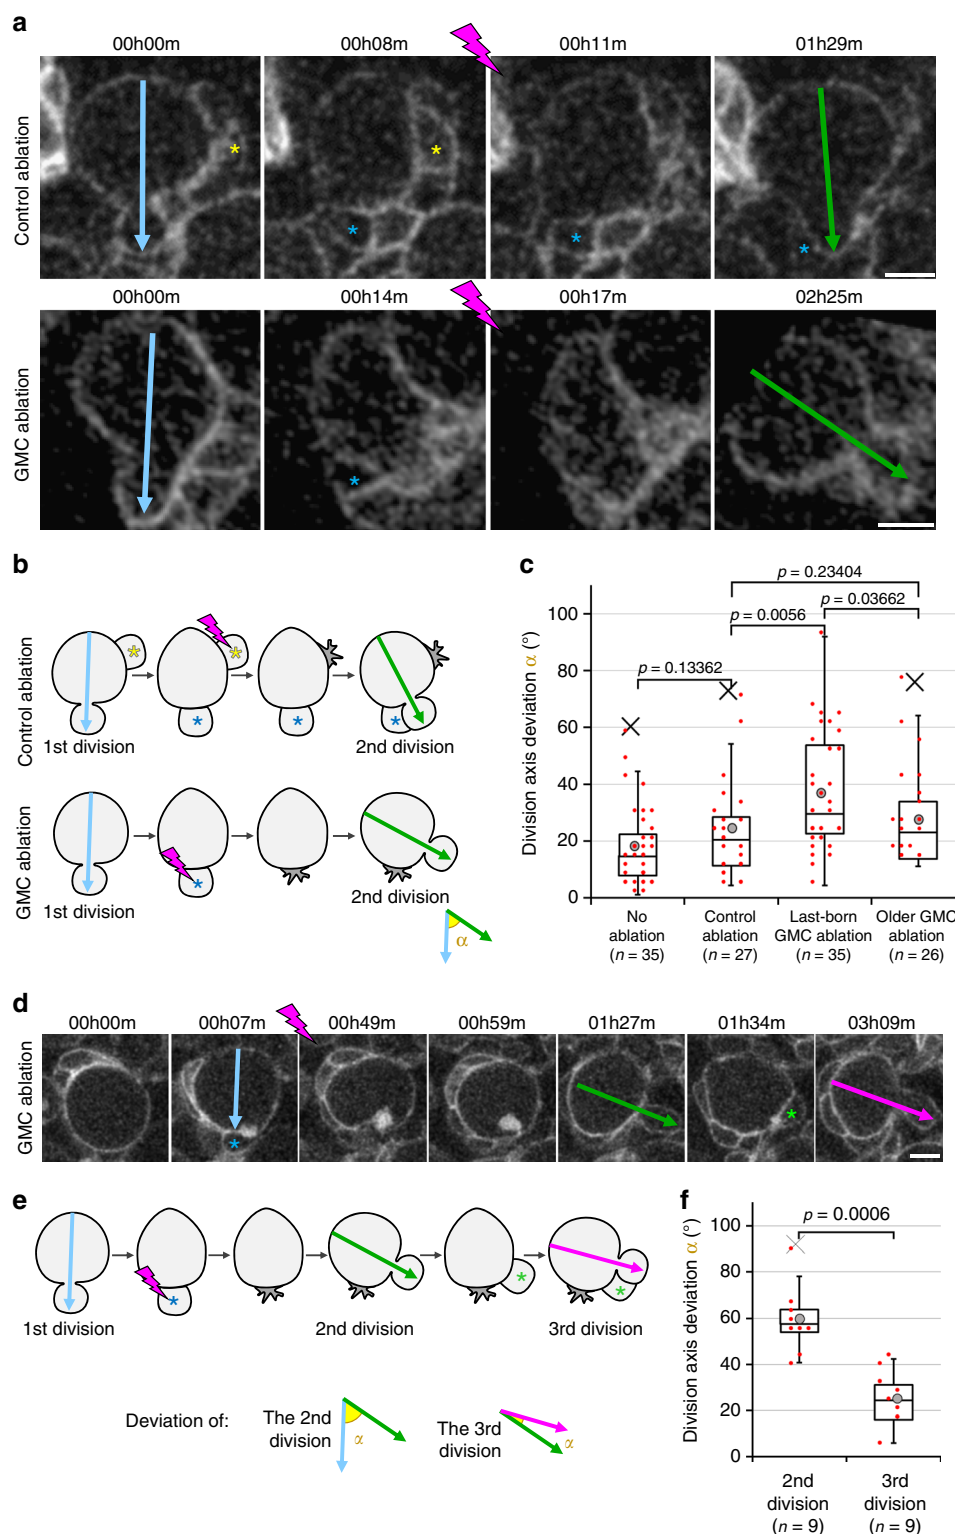 a
00h00m 00h08m 00h11m 01h29m
Control ablation
* * * * *
00h00m 00h14m 00h17m 02h25m
GMC ablation
*
b
Control ablation
* * * *
1st division 2nd division
GMC ablation
*
1st division 2nd division
α
c
p = 0.23404
p = 0.03662
p = 0.0056
p = 0.13362
Division axis deviation α (°)
100
80
60
40
20
0
No ablation (n = 35)
Control ablation (n = 27)
Last-born GMC ablation (n = 35)
Older GMC ablation (n = 26)
d
00h00m 00h07m 00h49m 00h59m 01h27m 01h34m 03h09m
GMC ablation
* *
e
* * *
1st division 2nd division 3rd division
Deviation of:
The 2nd division
α
The 3rd division
α
f
p = 0.0006
Division axis deviation α (°)
100
80
60
40
20
0
2nd division (n = 9)
3rd division (n = 9)